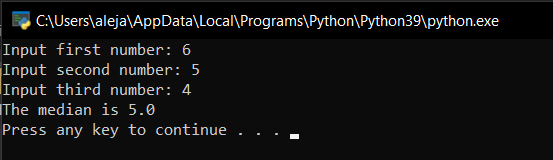 C:\Users\aleja\AppData\Local\Programs\Python\Python39\python.exe
Input first number: 6
Input second number: 5
Input third number: 4
The median is 5.0
Press any key to continue . . .